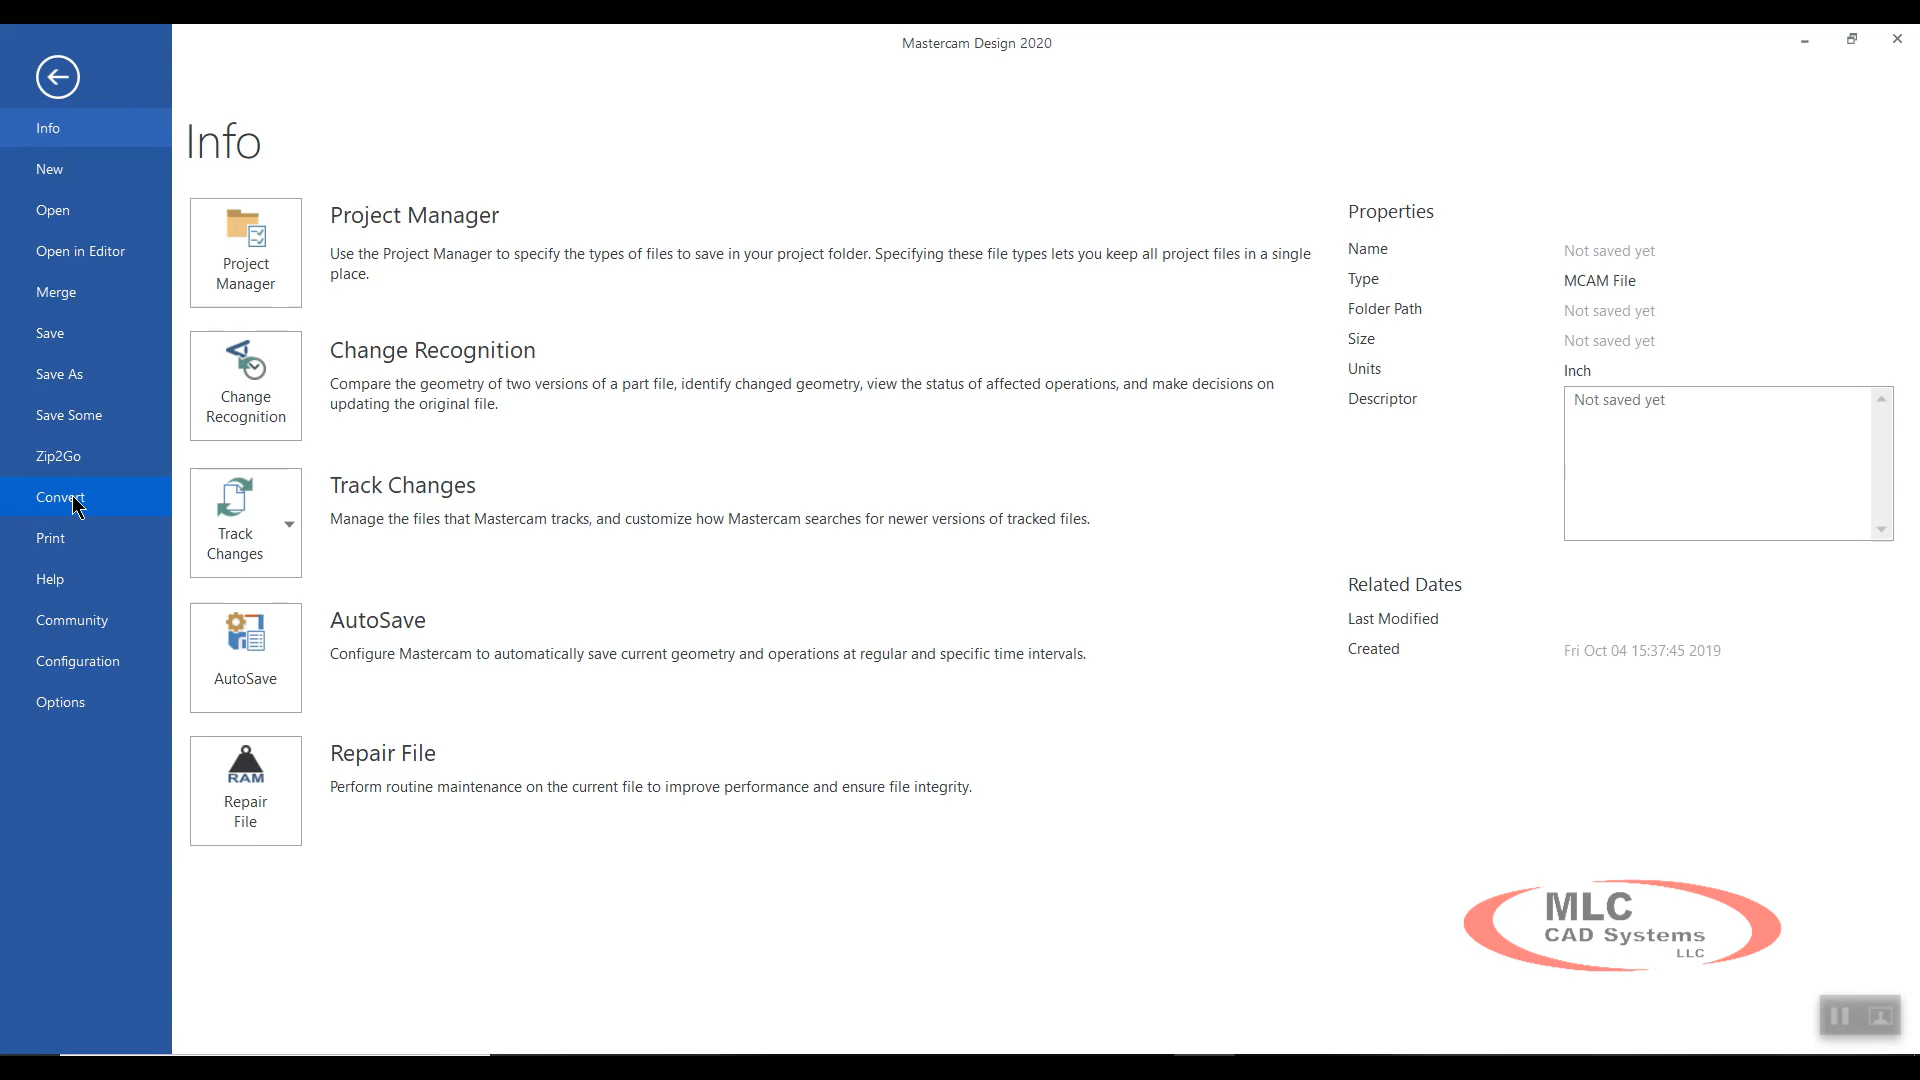 Mastercam Design 2020
Info
New
Open
Open in Editor
Merge
Save
Save As
Save Some
Zip2Go
Convert
Print
Help
Community
Configuration
Options
Info
Project
Manager
Project Manager
Use the Project Manager to specify the types of files to save in your project folder. Specifying these file types lets you keep all project files in a single
place.
Change
Recognition
Change Recognition
Compare the geometry of two versions of a part file, identify changed geometry, view the status of affected operations, and make decisions on
updating the original file.
Track
Changes
Track Changes
Manage the files that Mastercam tracks, and customize how Mastercam searches for newer versions of tracked files.
AutoSave
AutoSave
Configure Mastercam to automatically save current geometry and operations at regular and specific time intervals.
RAM
Repair
File
Repair File
Perform routine maintenance on the current file to improve performance and ensure file integrity.
Properties
Name Not saved yet
Type MCAM File
Folder Path Not saved yet
Size Not saved yet
Units Inch
Descriptor Not saved yet
Related Dates
Last Modified
Created Fri Oct 04 15:37:45 2019
MLC
CAD Systems
LLC